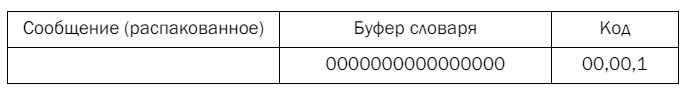 Сообщение (распакованное) Буфер словаря Код
0000000000000000 00,00,1